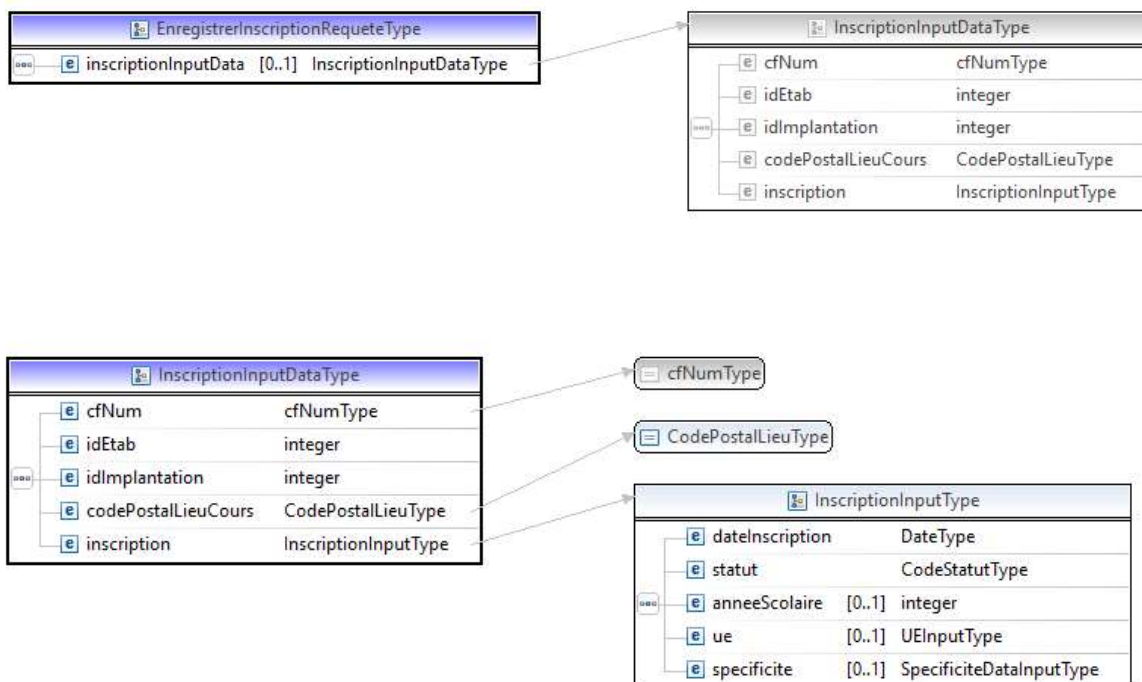 EnregistrerInscriptionRequeteType
inscriptionInputData [0..1] InscriptionInputDataType
InscriptionInputDataType
cfNum cfNumType
idEtab integer
idImplantation integer
codePostalLieuCours CodePostalLieuType
inscription InscriptionInputType
InscriptionInputDataType
cfNum cfNumType
idEtab integer
idImplantation integer
codePostalLieuCours CodePostalLieuType
inscription InscriptionInputType
cfNumType
CodePostalLieuType
InscriptionInputType
dateInscription DateType
statut CodeStatutType
anneeScolaire [0..1] integer
ue [0..1] UEInputType
specificite [0..1] SpecificiteDataInputType